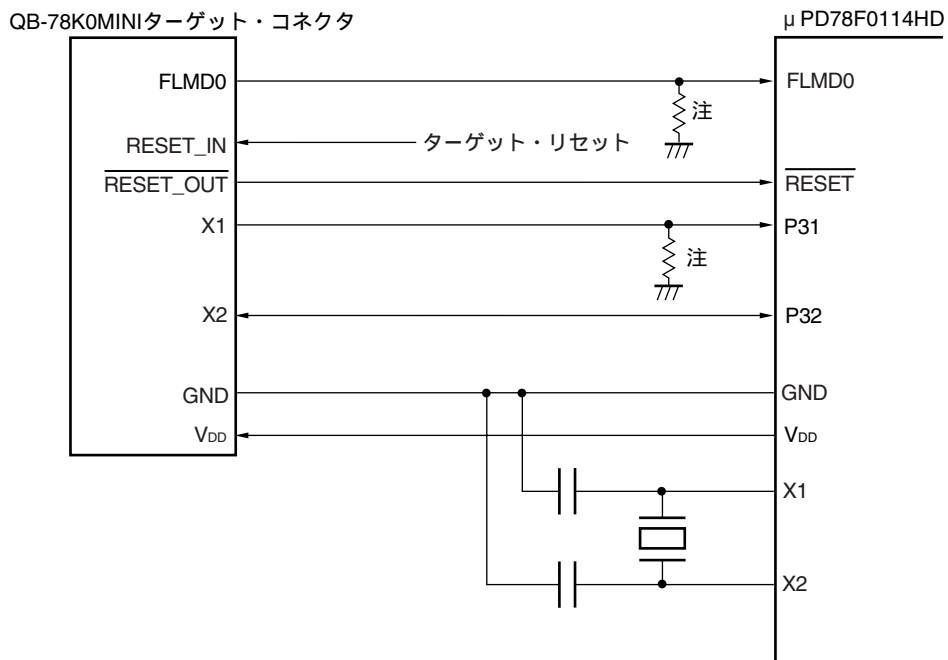 QB-78K0MINIターゲット・コネクタ
μPD78F0114HD
FLMD0
注
FLMD0
RESET_IN
ターゲット・リセット
RESET_OUT
RESET
X1
注
P31
X2
P32
GND
GND
VDD
VDD
X1
X2